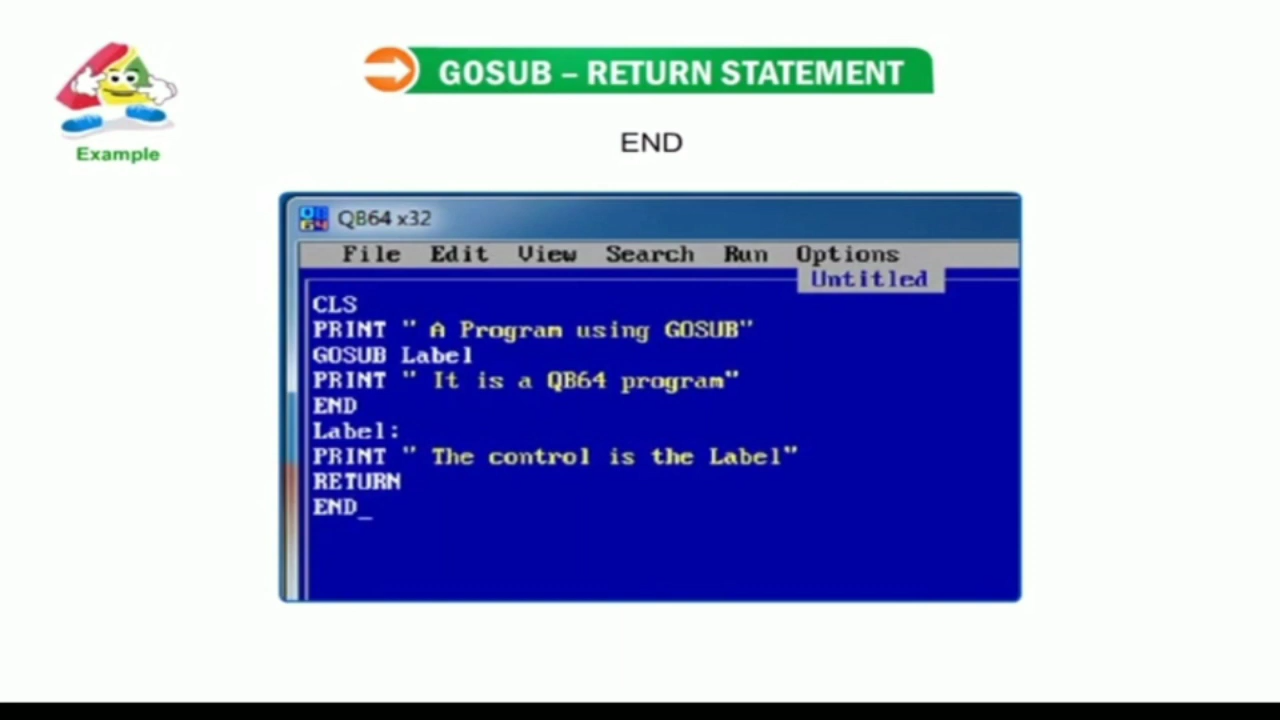 GOSUB – RETURN STATEMENT
Example
END
QB64 x32
File Edit View Search Run Options
Untitled
CLS
PRINT " A Program using GOSUB"
GOSUB Label
PRINT " It is a QB64 program"
END
Label:
PRINT " The control is the Label"
RETURN
END_